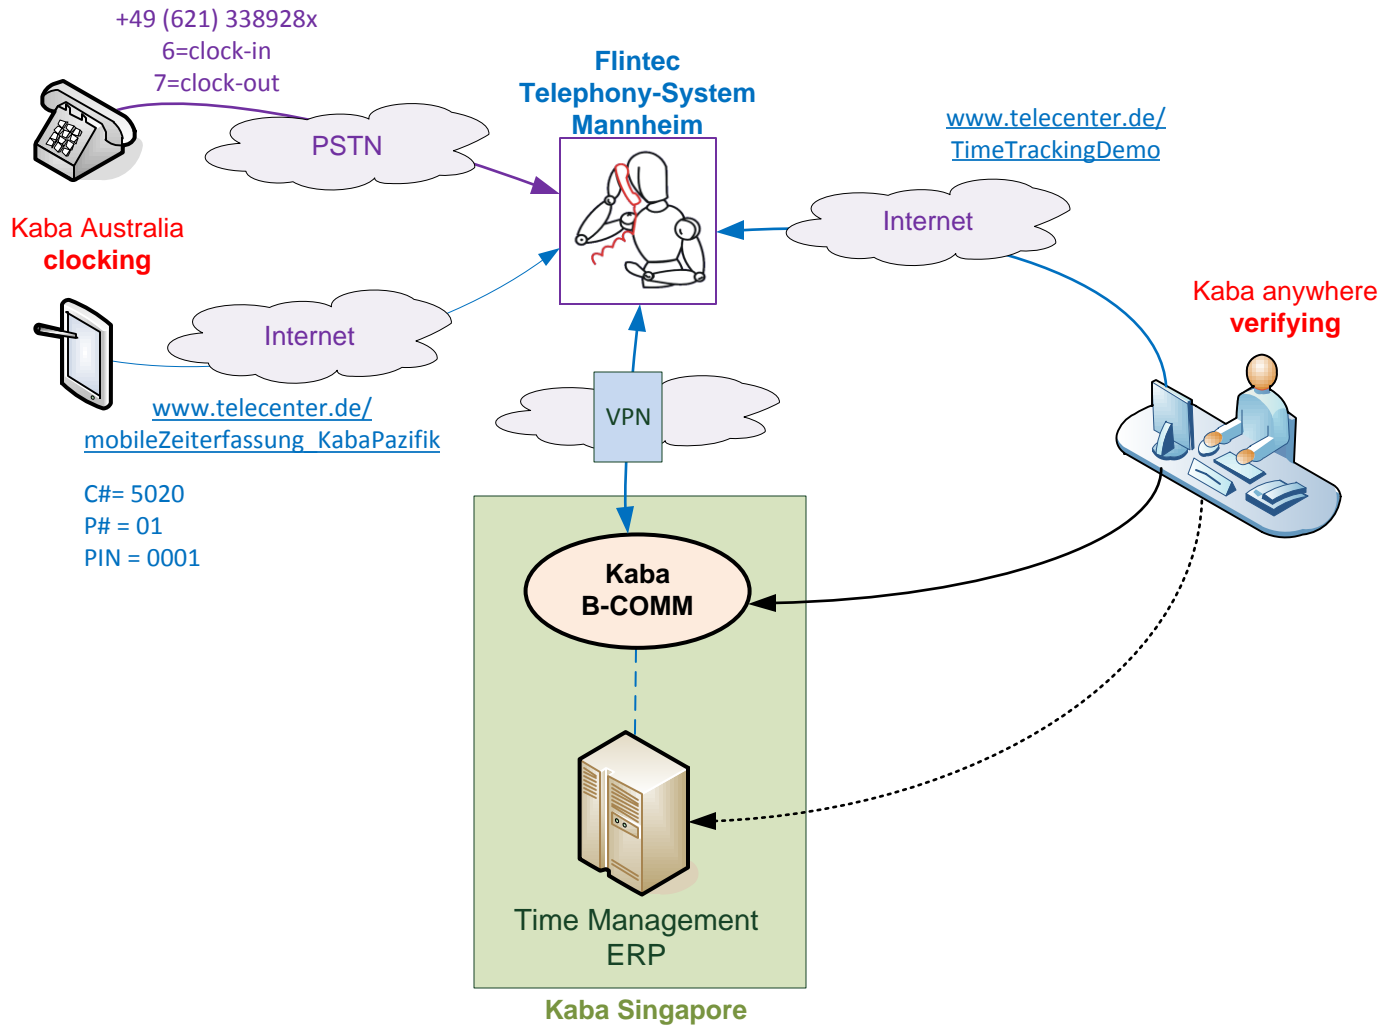 +49 (621) 338928x
6=clock-in
7=clock-out
PSTN
Flintec
Telephony-System
Mannheim
www.telecenter.de/
TimeTrackingDemo
Internet
Kaba Australia
clocking
Internet
www.telecenter.de/
mobileZeiterfassung_KabaPazifik
C#= 5020
P# = 01
PIN = 0001
Kaba anywhere
verifying
VPN
Kaba
B-COMM
Time Management
ERP
Kaba Singapore